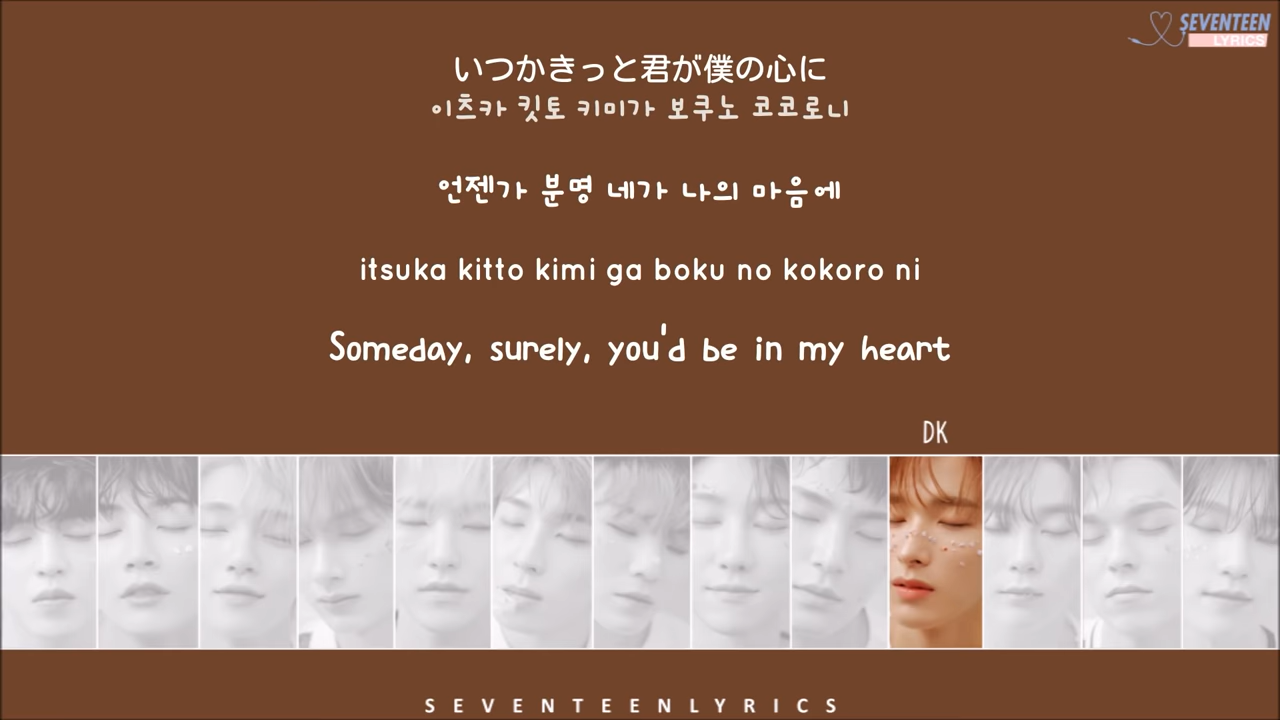 SEVENTEEN
LYRICS
いつかきっと君が僕の心に
이츠카 킷토 키미가 보쿠노 코코로니
언젠가 분명 네가 나의 마음에
itsuka kitto kimi ga boku no kokoro ni
Someday, surely, you'd be in my heart
DK
SEVENTEENLYRICS